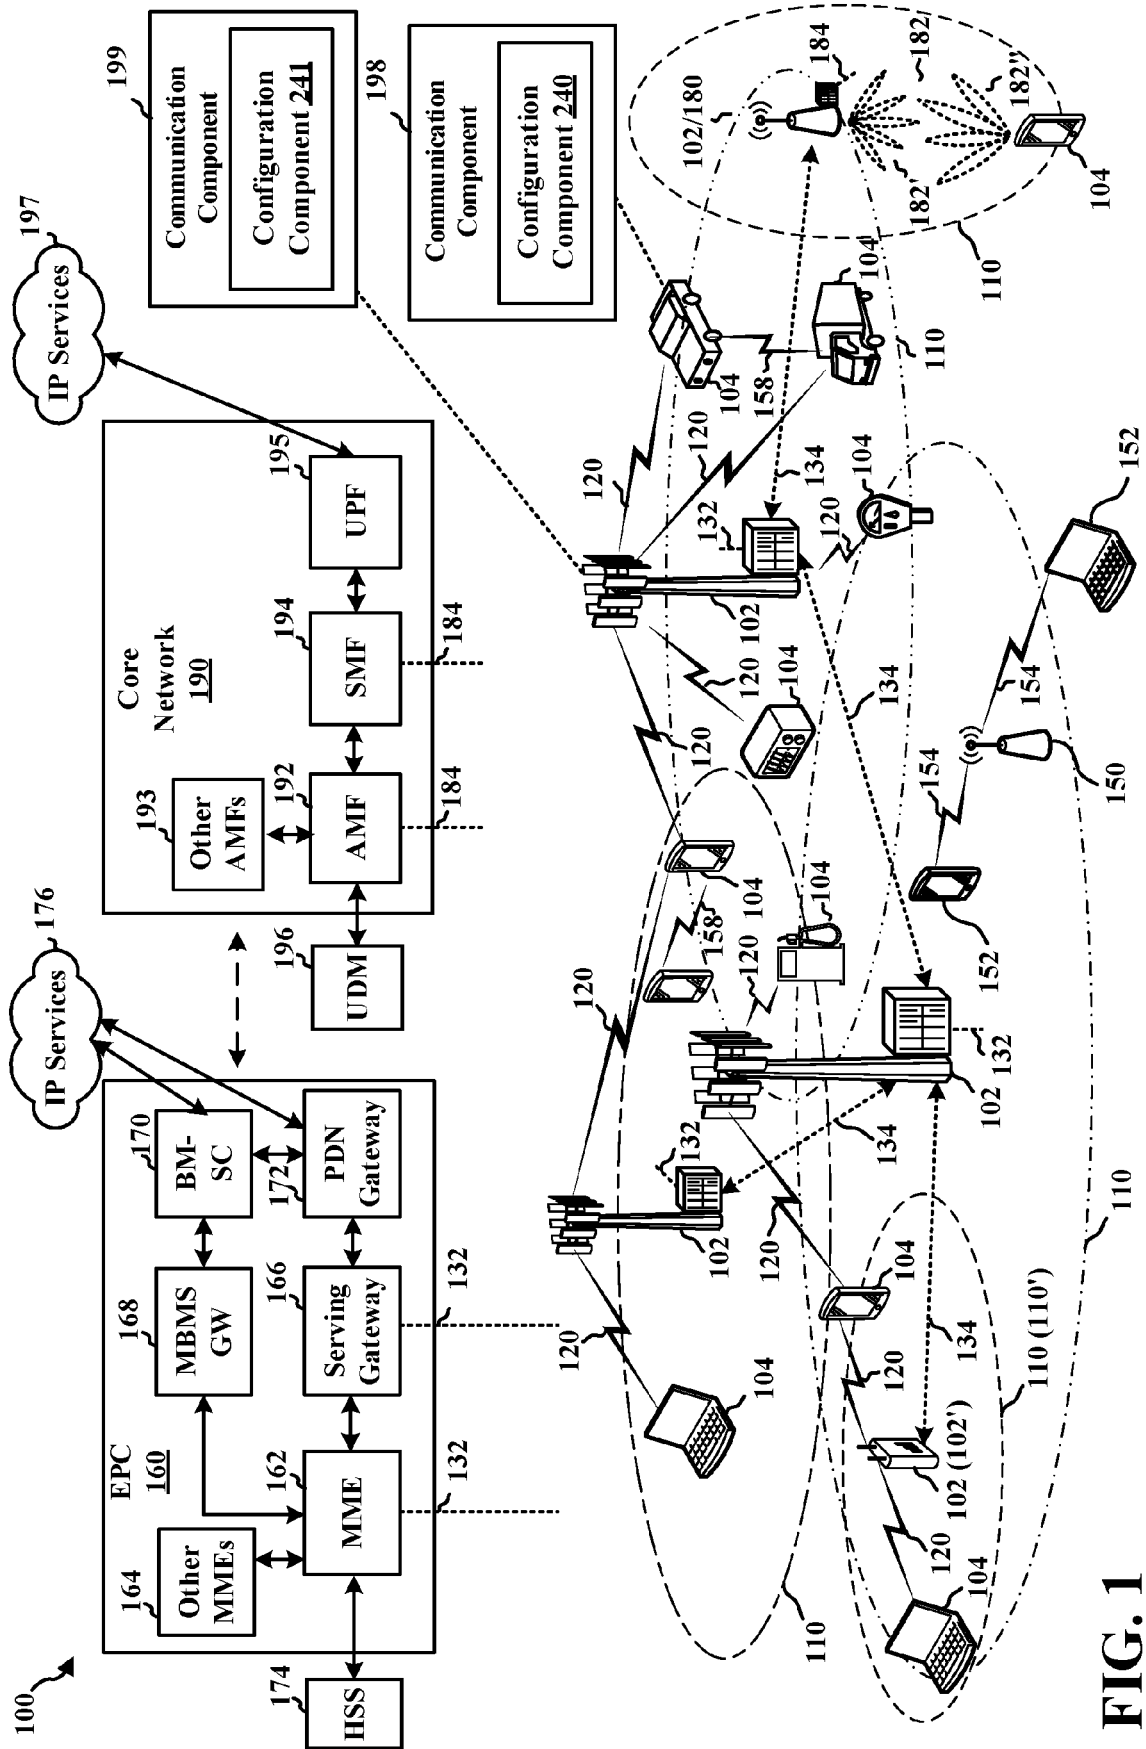 100
176
IP Services
197
IP Services
199
Communication
Component
Configuration
Component 241
198
Communication
Component
Configuration
Component 240
EPC
160
164
Other
MMEs
162
MME
174
HSS
168
MBMS
GW
166
Serving
Gateway
170
BM-
SC
172
PDN
Gateway
132
132
Core
Network
190
193
Other
AMFs
192
AMF
196
UDM
194
SMF
195
UPF
184
184
102/180
184
182
182'
182''
104
110
120
104
158
104
120
110
120
104
132
134
102
120
104
120
134
120
104
158
120
104
120
132
102
134
132
102
120
104
120
104
134
120
102 (102')
120
104
110
110 (110')
110
152
154
150
154
152
FIG. 1